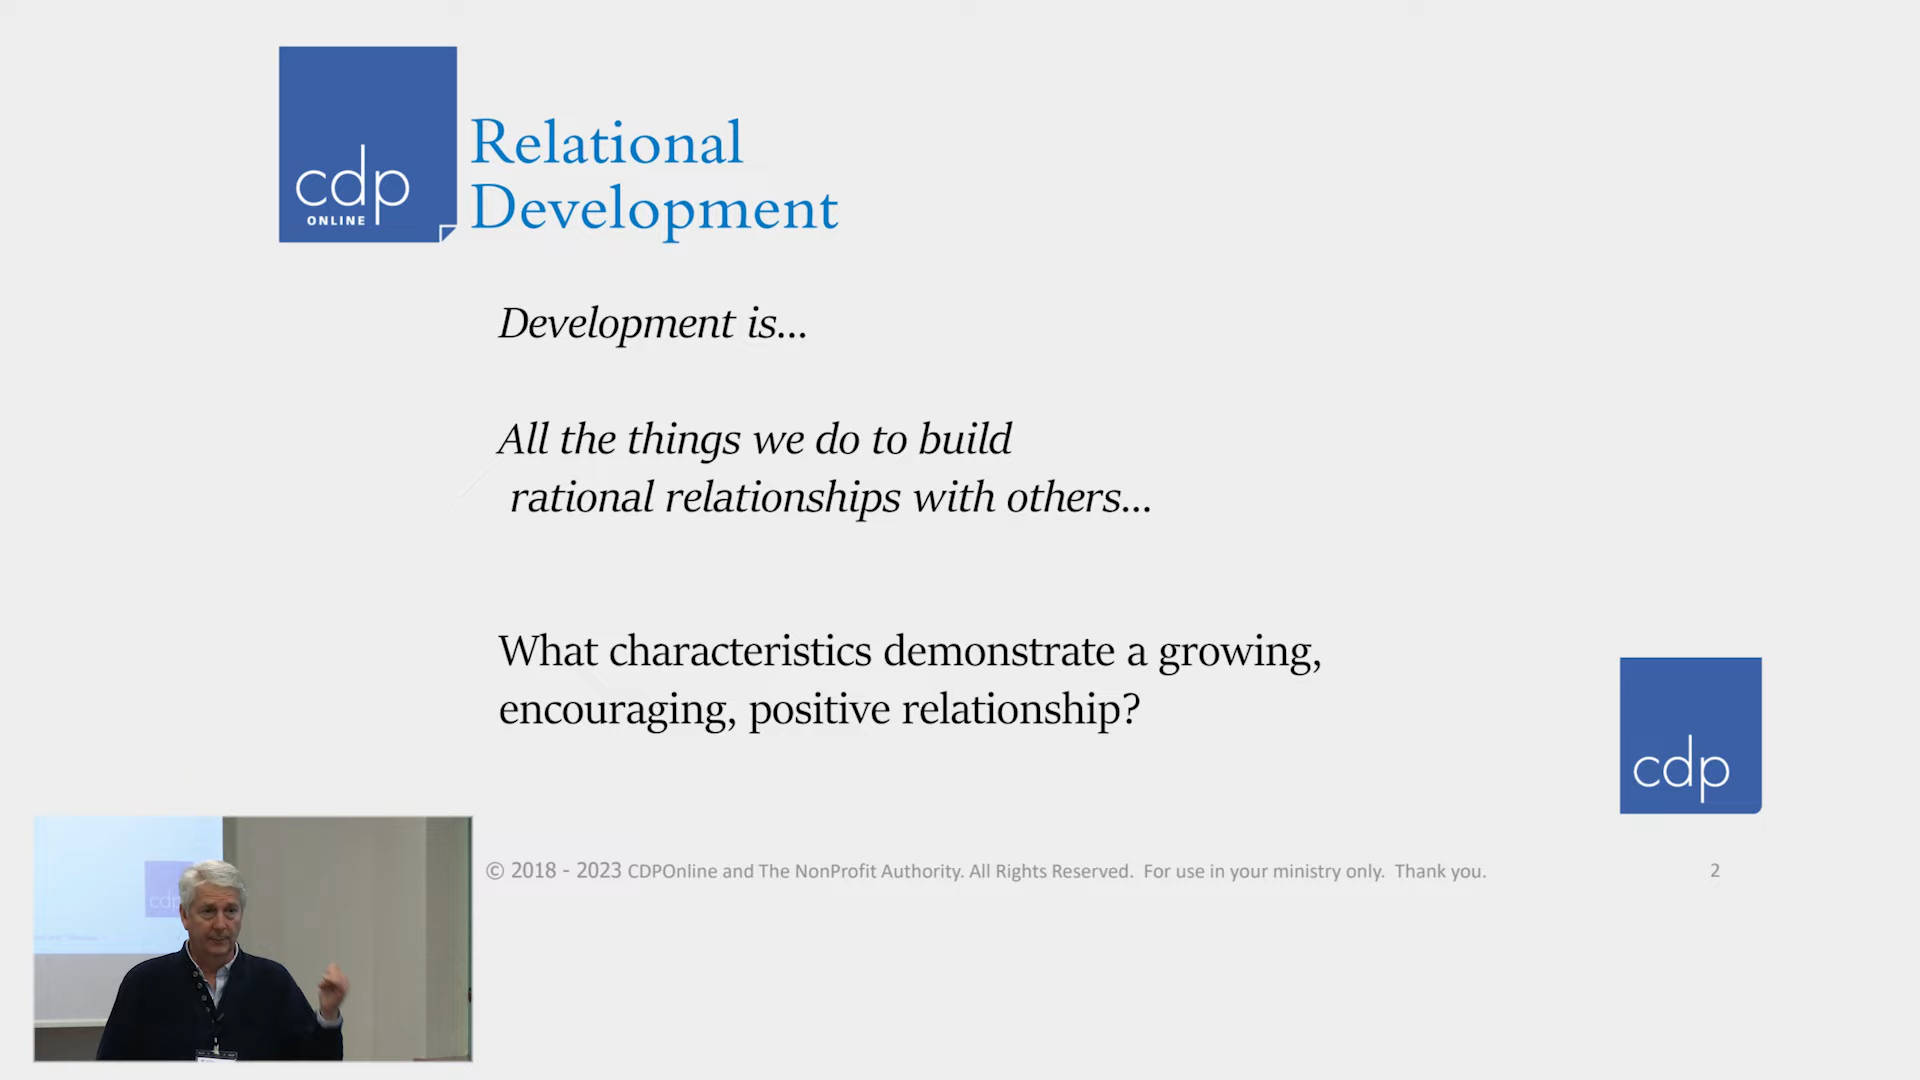 cdp
ONLINE
Relational
Development
Development is...
All the things we do to build
rational relationships with others...
What characteristics demonstrate a growing,
encouraging, positive relationship?
cdp
© 2018 - 2023 CDPOnline and The NonProfit Authority. All Rights Reserved. For use in your ministry only. Thank you.
2